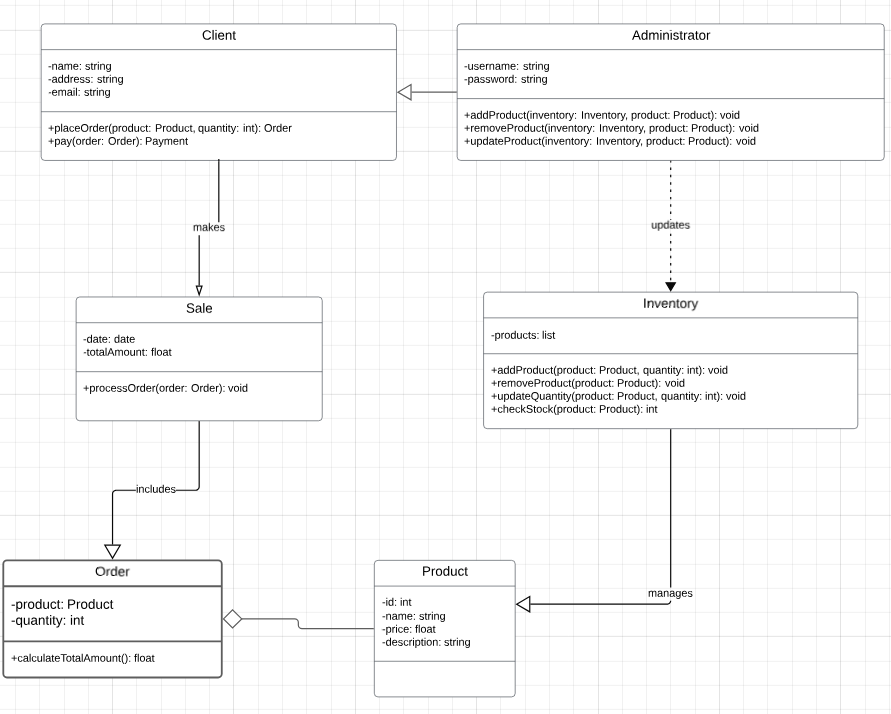 Client
-name: string
-address: string
-email: string
+placeOrder(product: Product, quantity: int): Order
+pay(order: Order): Payment
Administrator
-username: string
-password: string
+addProduct(inventory: Inventory, product: Product): void
+removeProduct(inventory: Inventory, product: Product): void
+updateProduct(inventory: Inventory, product: Product): void
makes
updates
Sale
-date: date
-totalAmount: float
+processOrder(order: Order): void
Inventory
-products: list
+addProduct(product: Product, quantity: int): void
+removeProduct(product: Product): void
+updateQuantity(product: Product, quantity: int): void
+checkStock(product: Product): int
includes
manages
Order
-product: Product
-quantity: int
+calculateTotalAmount(): float
Product
-id: int
-name: string
-price: float
-description: string